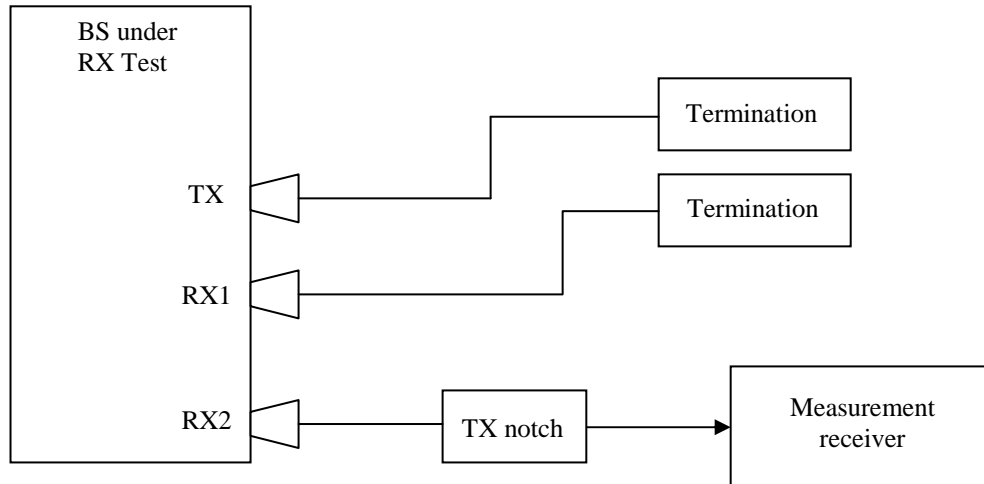 BS under
RX Test
Termination
TX
Termination
RX1
RX2
TX notch
Measurement
receiver